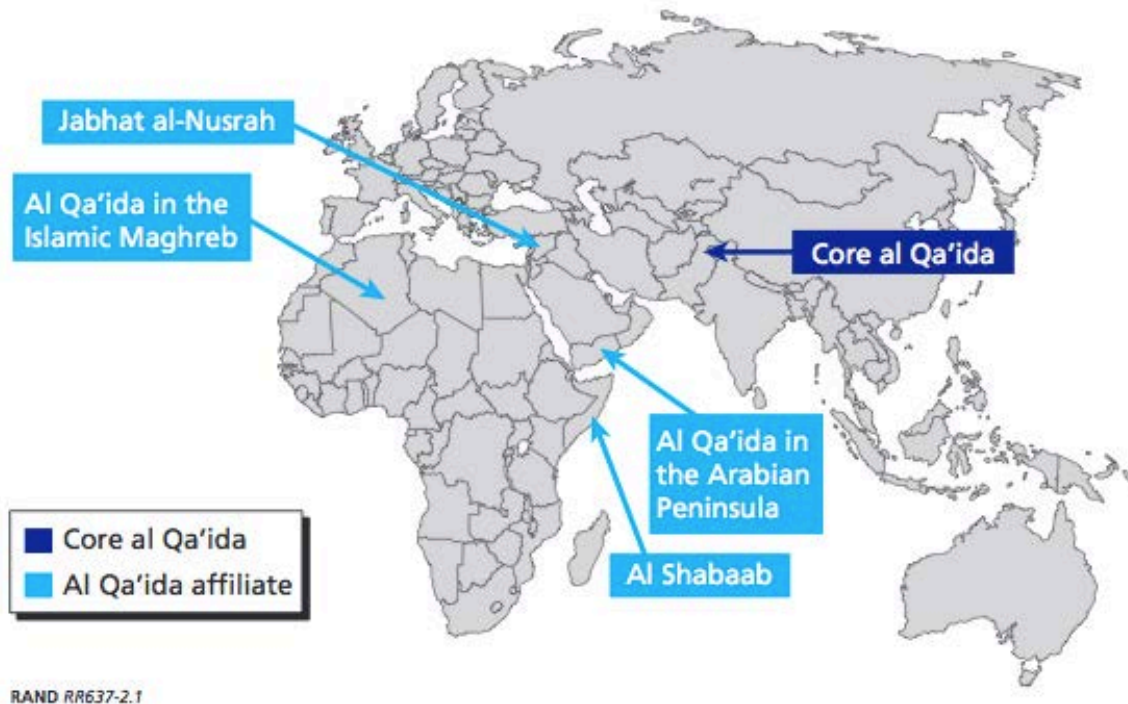 Jabhat al-Nusrah
Al Qa’ida in the
Islamic Maghreb
Core al Qa’ida
Al Qa’ida in
the Arabian
Peninsula
Al Shabaab
Core al Qa’ida
Al Qa’ida affiliate
RAND RR637-2.1